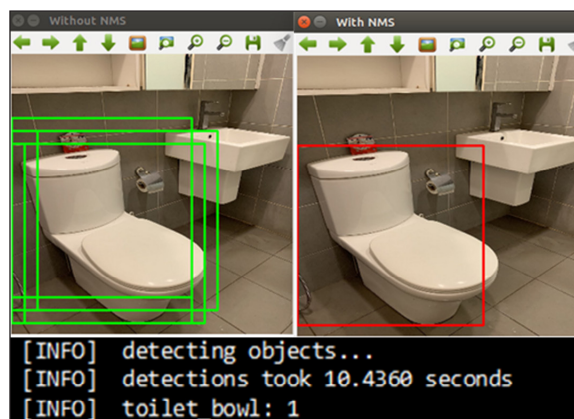 Without NMS
With NMS
[INFO] detecting objects...
[INFO] detections took 10.4360 seconds
[INFO] toilet_bowl: 1